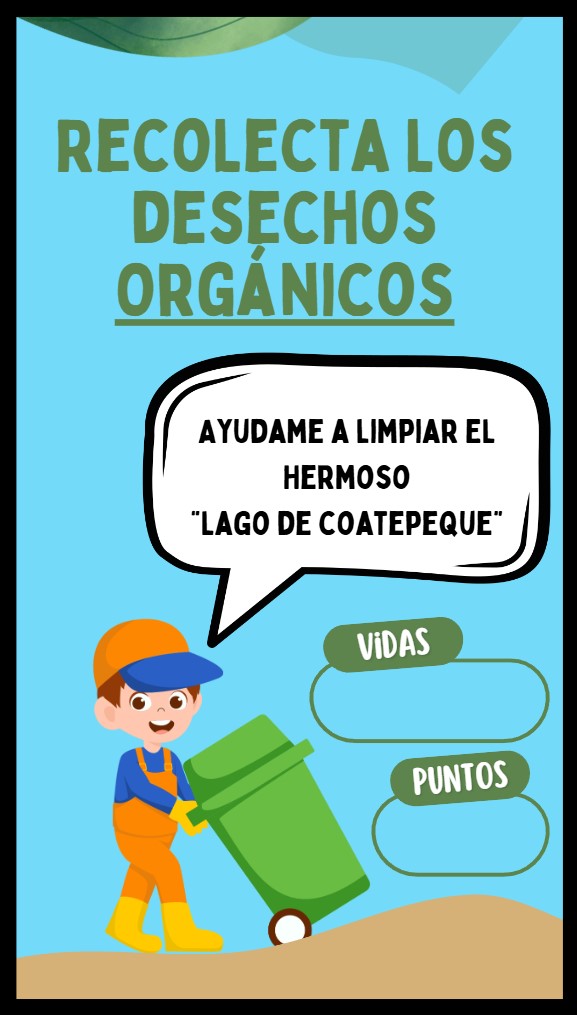 RECOLECTA LOS
DESECHOS
ORGÁNICOS
AYUDAME A LIMPIAR EL
HERMOSO
"LAGO DE COATEPEQUE"
VIDAS
PUNTOS